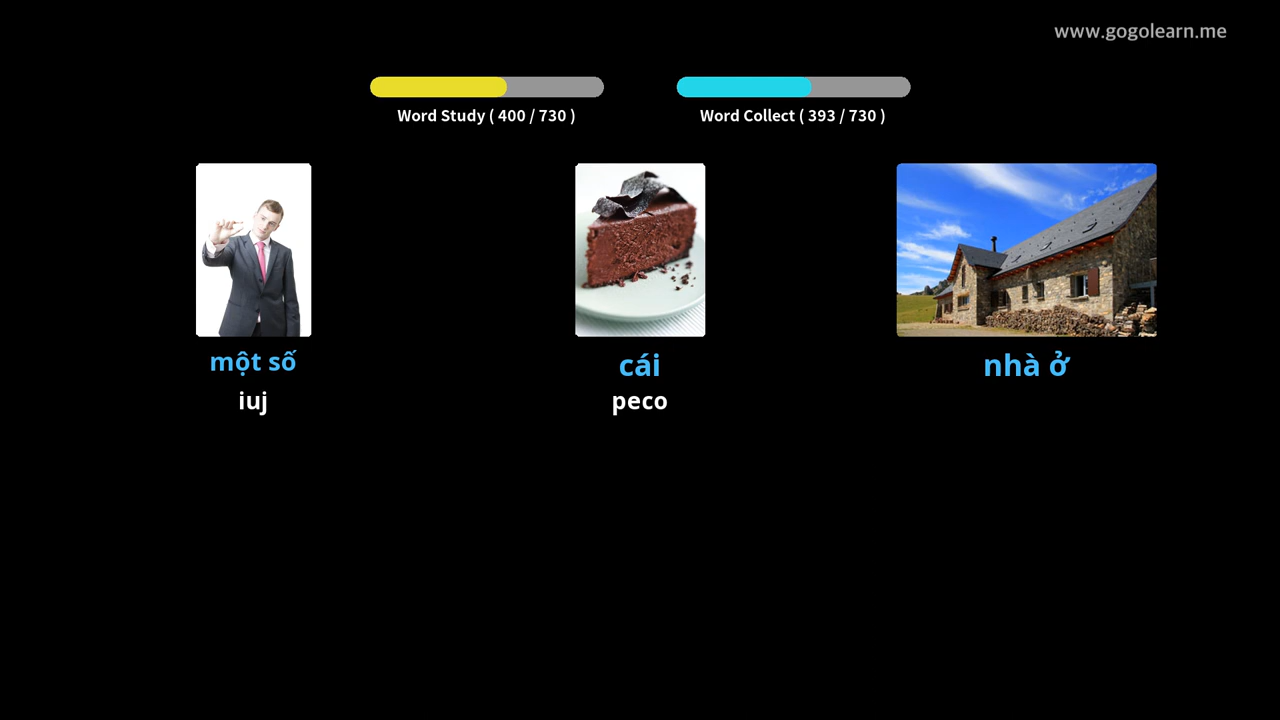 www.gogolearn.me
Word Study ( 400 / 730 )
Word Collect ( 393 / 730 )
một số
cái
nhà ở
iuj
peco